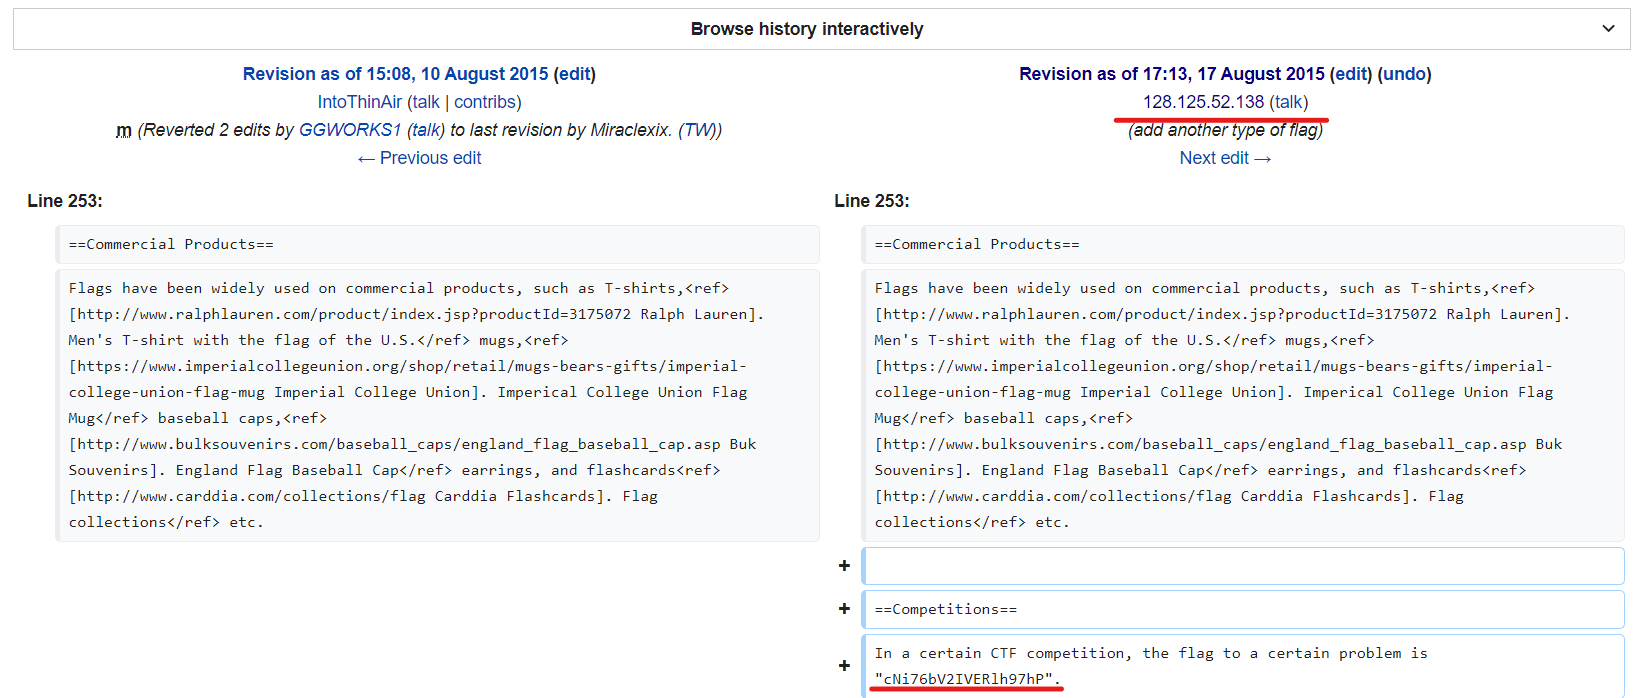 Browse history interactively
Revision as of 15:08, 10 August 2015 (edit)
IntoThinAir (talk | contribs)
m (Reverted 2 edits by GGWORKS1 (talk) to last revision by Miraclexix. (TW))
← Previous edit
Revision as of 17:13, 17 August 2015 (edit) (undo)
128.125.52.138 (talk)
(add another type of flag)
Next edit →
Line 253:
==Commercial Products==
Flags have been widely used on commercial products, such as T-shirts,<ref>
[http://www.ralphlauren.com/product/index.jsp?productId=3175072 Ralph Lauren].
Men's T-shirt with the flag of the U.S.</ref> mugs,<ref>
[https://www.imperialcollegeunion.org/shop/retail/mugs-bears-gifts/imperial-
college-union-flag-mug Imperial College Union]. Imperical College Union Flag
Mug</ref> baseball caps,<ref>
[http://www.bulksouvenirs.com/baseball_caps/england_flag_baseball_cap.asp Buk
Souvenirs]. England Flag Baseball Cap</ref> earrings, and flashcards<ref>
[http://www.carddia.com/collections/flag Carddia Flashcards]. Flag
collections</ref> etc.
Line 253:
==Commercial Products==
Flags have been widely used on commercial products, such as T-shirts,<ref>
[http://www.ralphlauren.com/product/index.jsp?productId=3175072 Ralph Lauren].
Men's T-shirt with the flag of the U.S.</ref> mugs,<ref>
[https://www.imperialcollegeunion.org/shop/retail/mugs-bears-gifts/imperial-
college-union-flag-mug Imperial College Union]. Imperical College Union Flag
Mug</ref> baseball caps,<ref>
[http://www.bulksouvenirs.com/baseball_caps/england_flag_baseball_cap.asp Buk
Souvenirs]. England Flag Baseball Cap</ref> earrings, and flashcards<ref>
[http://www.carddia.com/collections/flag Carddia Flashcards]. Flag
collections</ref> etc.
+
+ ==Competitions==
+ In a certain CTF competition, the flag to a certain problem is
"cNi76bV2IVERlh97hP".